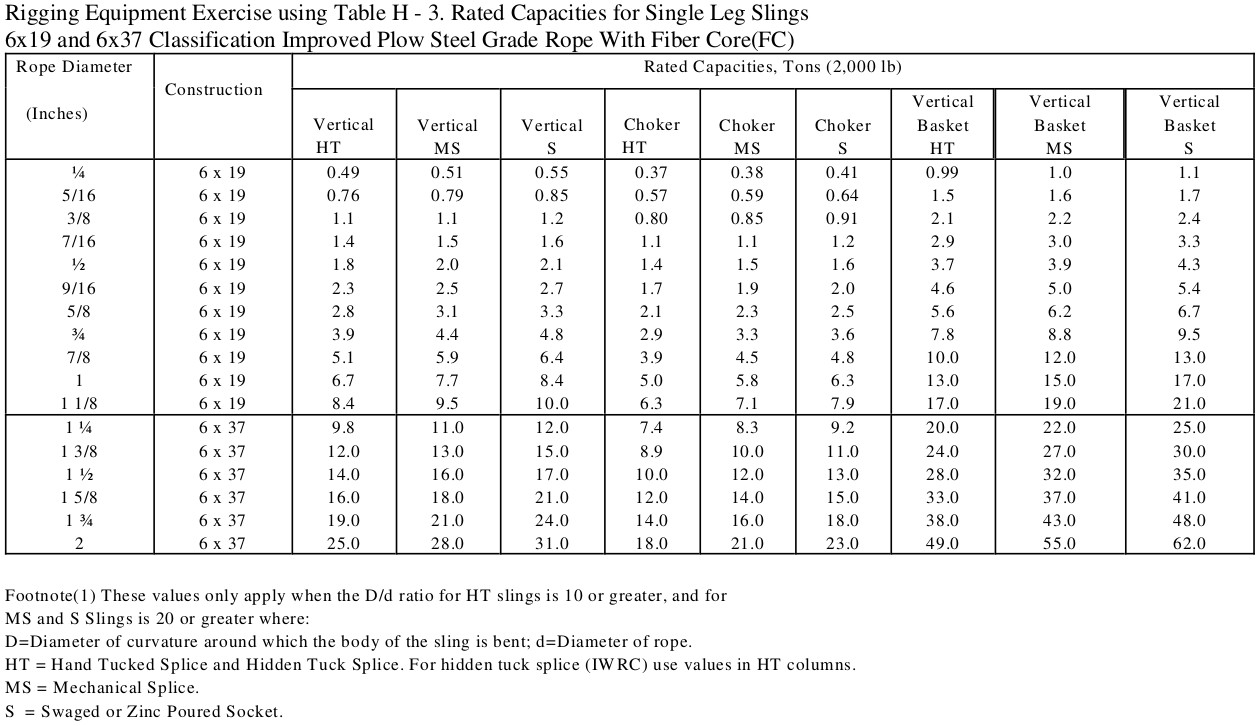 Rigging Equipment Exercise using Table H - 3. Rated Capacities for Single Leg Slings
6x19 and 6x37 Classification Improved Plow Steel Grade Rope With Fiber Core(FC)
Rope Diameter (Inches) Construction Rated Capacities, Tons (2,000 lb)
Vertical HT Vertical MS Vertical S Choker HT Choker MS Choker S Vertical Basket HT Vertical Basket MS Vertical Basket S
¼ 6 x 19 0.49 0.51 0.55 0.37 0.38 0.41 0.99 1.0 1.1
5/16 6 x 19 0.76 0.79 0.85 0.57 0.59 0.64 1.5 1.6 1.7
3/8 6 x 19 1.1 1.1 1.2 0.80 0.85 0.91 2.1 2.2 2.4
7/16 6 x 19 1.4 1.5 1.6 1.1 1.1 1.2 2.9 3.0 3.3
½ 6 x 19 1.8 2.0 2.1 1.4 1.5 1.6 3.7 3.9 4.3
9/16 6 x 19 2.3 2.5 2.7 1.7 1.9 2.0 4.6 5.0 5.4
5/8 6 x 19 2.8 3.1 3.3 2.1 2.3 2.5 5.6 6.2 6.7
¾ 6 x 19 3.9 4.4 4.8 2.9 3.3 3.6 7.8 8.8 9.5
7/8 6 x 19 5.1 5.9 6.4 3.9 4.5 4.8 10.0 12.0 13.0
1 6 x 19 6.7 7.7 8.4 5.0 5.8 6.3 13.0 15.0 17.0
1 1/8 6 x 19 8.4 9.5 10.0 6.3 7.1 7.9 17.0 19.0 21.0
1 ¼ 6 x 37 9.8 11.0 12.0 7.4 8.3 9.2 20.0 22.0 25.0
1 3/8 6 x 37 12.0 13.0 15.0 8.9 10.0 11.0 24.0 27.0 30.0
1 ½ 6 x 37 14.0 16.0 17.0 10.0 12.0 13.0 28.0 32.0 35.0
1 5/8 6 x 37 16.0 18.0 21.0 12.0 14.0 15.0 33.0 37.0 41.0
1 ¾ 6 x 37 19.0 21.0 24.0 14.0 16.0 18.0 38.0 43.0 48.0
2 6 x 37 25.0 28.0 31.0 18.0 21.0 23.0 49.0 55.0 62.0
Footnote(1) These values only apply when the D/d ratio for HT slings is 10 or greater, and for
MS and S Slings is 20 or greater where:
D=Diameter of curvature around which the body of the sling is bent; d=Diameter of rope.
HT = Hand Tucked Splice and Hidden Tuck Splice. For hidden tuck splice (IWRC) use values in HT columns.
MS = Mechanical Splice.
S = Swaged or Zinc Poured Socket.